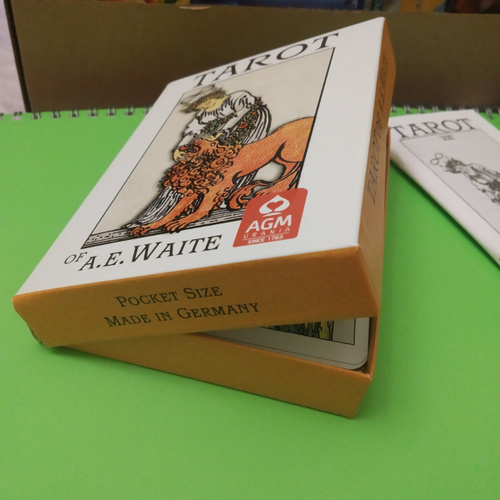 TAROT
OF A.E. WAITE
AGM
URANIA
SINCE 1783
POCKET SIZE
MADE IN GERMANY
TAROT